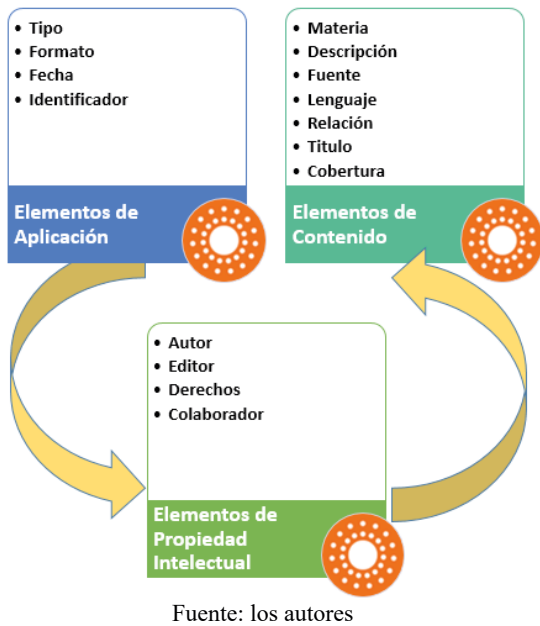 • Tipo
• Formato
• Fecha
• Identificador
Elementos de
Aplicación
• Materia
• Descripción
• Fuente
• Lenguaje
• Relación
• Titulo
• Cobertura
Elementos de
Contenido
• Autor
• Editor
• Derechos
• Colaborador
Elementos de
Propiedad
Intelectual
Fuente: los autores